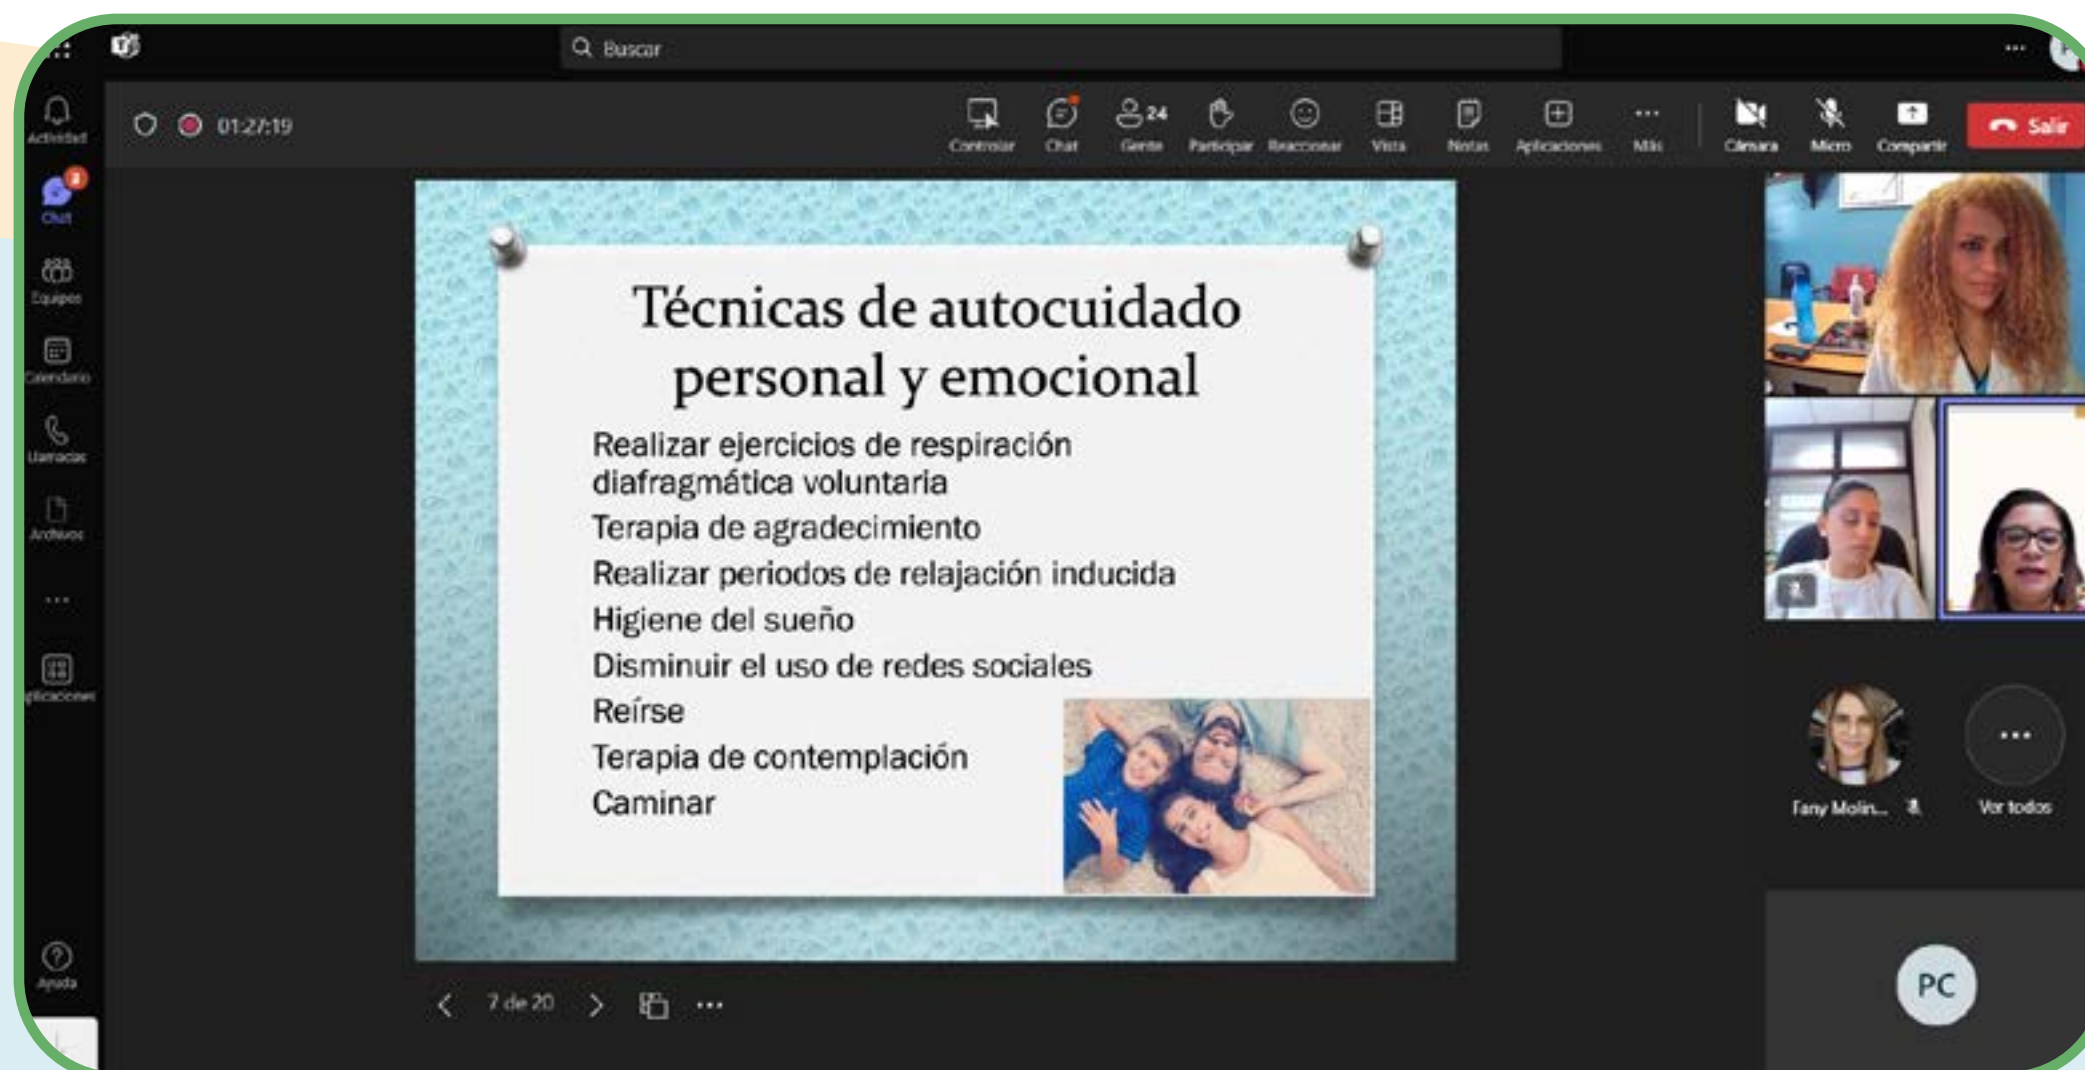 Buscar
Actividad
01:27:19
24
Controlar Chat Gente Participar Reaccionar Vista Notas Aplicaciones Más Cámara Micro Compartir Salir
3
Chat
Equipos
Calendario
Llamadas
Archivos
plicaciones
Ayuda
Técnicas de autocuidado
personal y emocional
Realizar ejercicios de respiración
diafragmática voluntaria
Terapia de agradecimiento
Realizar periodos de relajación inducida
Higiene del sueño
Disminuir el uso de redes sociales
Reírse
Terapia de contemplación
Caminar
7 de 20
Fany Molin... Ver todos
PC